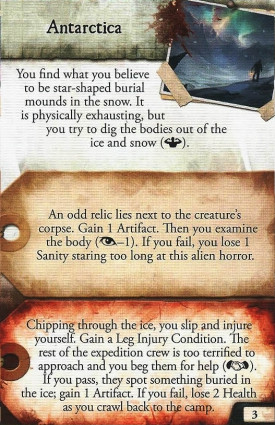 Antarctica
You find what you believe
to be star-shaped burial
mounds in the snow. It
is physically exhausting, but
you try to dig the bodies out of the
ice and snow ( ).
An odd relic lies next to the creature's
corpse. Gain 1 Artifact. Then you examine
the body ( –1). If you fail, you lose 1
Sanity staring too long at this alien horror.
Chipping through the ice, you slip and injure
yourself. Gain a Leg Injury Condition. The
rest of the expedition crew is too terrified to
approach and you beg them for help ( ).
If you pass, they spot something buried in
the ice; gain 1 Artifact. If you fail, lose 2 Health
as you crawl back to the camp.
3